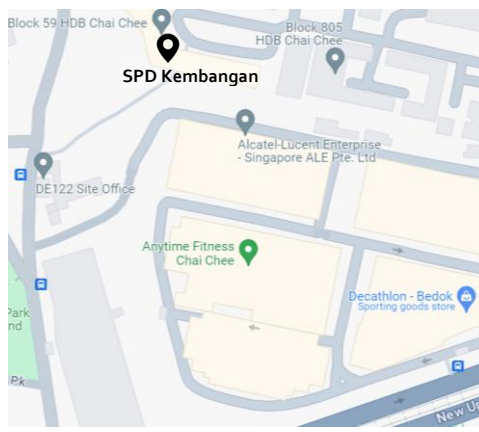 Block 59 HDB Chai Chee
SPD Kembangan
Block 805
HDB Chai Chee
Alcatel-Lucent Enterprise
- Singapore ALE Pte. Ltd
DE122 Site Office
Anytime Fitness
Chai Chee
Decathlon - Bedok
Sporting goods store
Park
nd
Pk
New Up